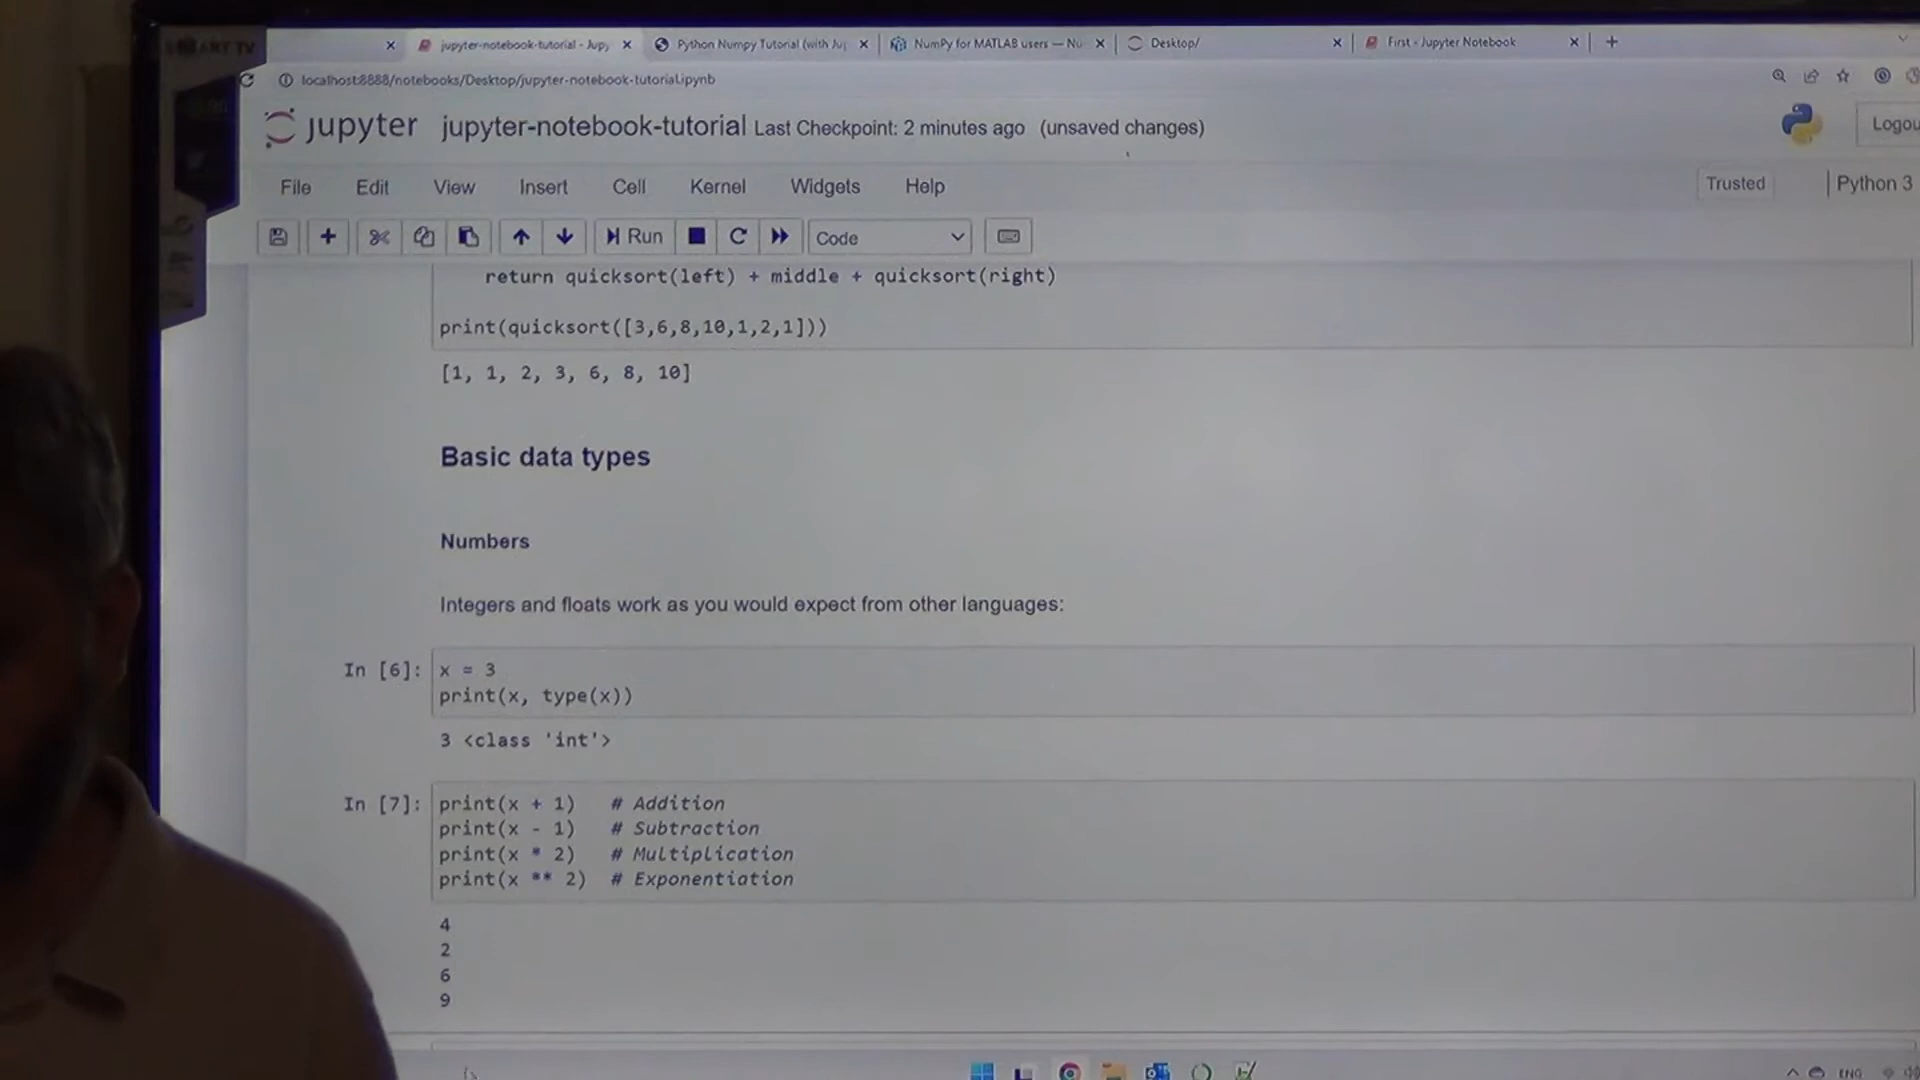 SMART TV
jupyter-notebook-tutorial - Jupy
Python Numpy Tutorial (with Jup
NumPy for MATLAB users — Nu
Desktop/
First - Jupyter Notebook
localhost:8888/notebooks/Desktop/jupyter-notebook-tutorial.ipynb
jupyter jupyter-notebook-tutorial Last Checkpoint: 2 minutes ago (unsaved changes)
Logou
File Edit View Insert Cell Kernel Widgets Help
Trusted
Python 3
Run
Code
return quicksort(left) + middle + quicksort(right)
print(quicksort([3,6,8,10,1,2,1]))
[1, 1, 2, 3, 6, 8, 10]
Basic data types
Numbers
Integers and floats work as you would expect from other languages:
In [6]: x = 3
print(x, type(x))
3 <class 'int'>
In [7]: print(x + 1) # Addition
print(x - 1) # Subtraction
print(x * 2) # Multiplication
print(x ** 2) # Exponentiation
4
2
6
9
ENG